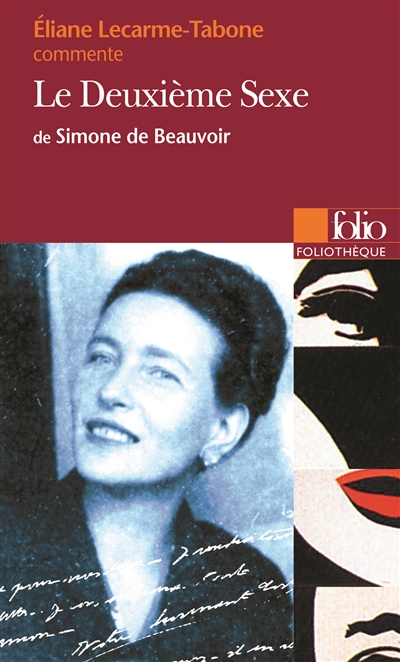 Éliane Lecarme-Tabone
commente
Le Deuxième Sexe
de Simone de Beauvoir
folio
FOLIOTHÈQUE